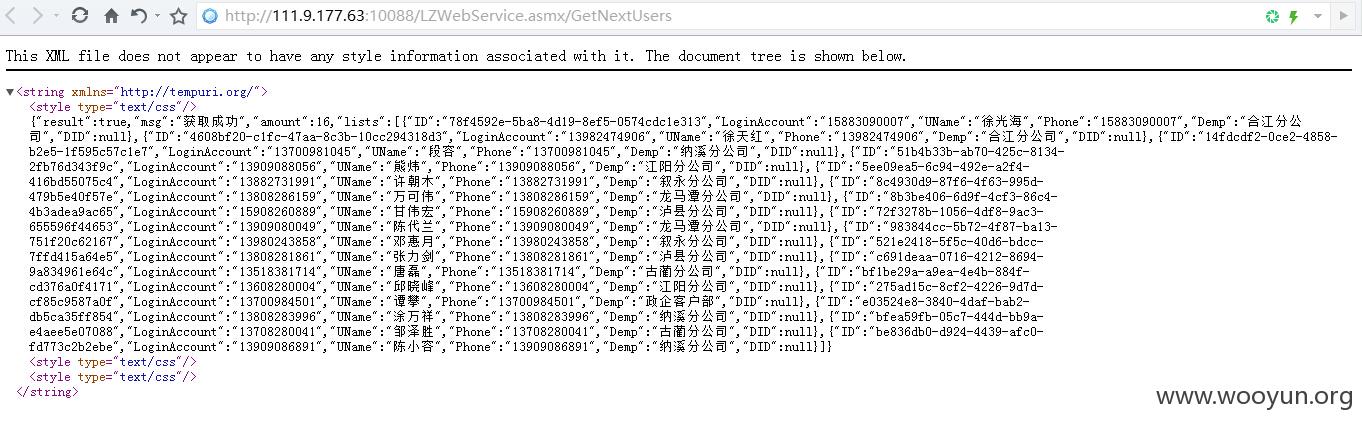 http://111.9.177.63:10088/LZWebService.asmx/GetNextUsers
This XML file does not appear to have any style information associated with it. The document tree is shown below.
▼<string xmlns="http://tempuri.org/">
<style type="text/css"/>
{"result":true,"msg":"获取成功","amount":16,"lists":[{"ID":"78f4592e-5ba8-4d19-8ef5-0574cdc1e313","LoginAccount":"15883090007","UName":"徐光海","Phone":"15883090007","Demp":"合江分公
司","DID":null},{"ID":"4608bf20-c1fc-47aa-8c3b-10cc294318d3","LoginAccount":"13982474906","UName":"徐天红","Phone":"13982474906","Demp":"合江分公司","DID":null},{"ID":"14fdcdf2-0ce2-4858-
b2e5-1f595c57c1e7","LoginAccount":"13700981045","UName":"段容","Phone":"13700981045","Demp":"纳溪分公司","DID":null},{"ID":"51b4b33b-ab70-425c-8134-
2fb76d343f9c","LoginAccount":"13909088056","UName":"熊炜","Phone":"13909088056","Demp":"江阳分公司","DID":null},{"ID":"5ee09ea5-6c94-492e-a2f4-
416bd55075c4","LoginAccount":"13882731991","UName":"许朝木","Phone":"13882731991","Demp":"叙永分公司","DID":null},{"ID":"8c4930d9-87f6-4f63-995d-
479b5e40f57e","LoginAccount":"13808286159","UName":"万可伟","Phone":"13808286159","Demp":"龙马潭分公司","DID":null},{"ID":"8b3be406-6d9f-4cf3-86c4-
4b3adea9ac65","LoginAccount":"15908260889","UName":"甘伟宏","Phone":"15908260889","Demp":"泸县分公司","DID":null},{"ID":"72f3278b-1056-4df8-9ac3-
655596f44653","LoginAccount":"13909080049","UName":"陈代兰","Phone":"13909080049","Demp":"龙马潭分公司","DID":null},{"ID":"983844cc-5b72-4f87-ba13-
751f20c62167","LoginAccount":"13980243858","UName":"邓惠月","Phone":"13980243858","Demp":"叙永分公司","DID":null},{"ID":"521e2418-5f5c-40d6-bdcc-
7ffd415a64e5","LoginAccount":"13808281861","UName":"张力剑","Phone":"13808281861","Demp":"泸县分公司","DID":null},{"ID":"c691deaa-0716-4212-8694-
9a834961e64c","LoginAccount":"13518381714","UName":"唐磊","Phone":"13518381714","Demp":"古蔺分公司","DID":null},{"ID":"bf1be29a-a9ea-4e4b-884f-
cd376a0f4171","LoginAccount":"13608280004","UName":"邱晓峰","Phone":"13608280004","Demp":"江阳分公司","DID":null},{"ID":"275ad15c-8cf2-4226-9d7d-
cf85c9587a0f","LoginAccount":"13700984501","UName":"谭攀","Phone":"13700984501","Demp":"政企客户部","DID":null},{"ID":"e03524e8-3840-4daf-bab2-
db5ca35ff854","LoginAccount":"13808283996","UName":"涂万祥","Phone":"13808283996","Demp":"纳溪分公司","DID":null},{"ID":"bfea59fb-05c7-444d-bb9a-
e4aee5e07088","LoginAccount":"13708280041","UName":"邹泽胜","Phone":"13708280041","Demp":"古蔺分公司","DID":null},{"ID":"be836db0-d924-4439-afc0-
fd773c2b2ebe","LoginAccount":"13909086891","UName":"陈小容","Phone":"13909086891","Demp":"纳溪分公司","DID":null}]}
<style type="text/css"/>
<style type="text/css"/>
</string>
www.wooyun.org